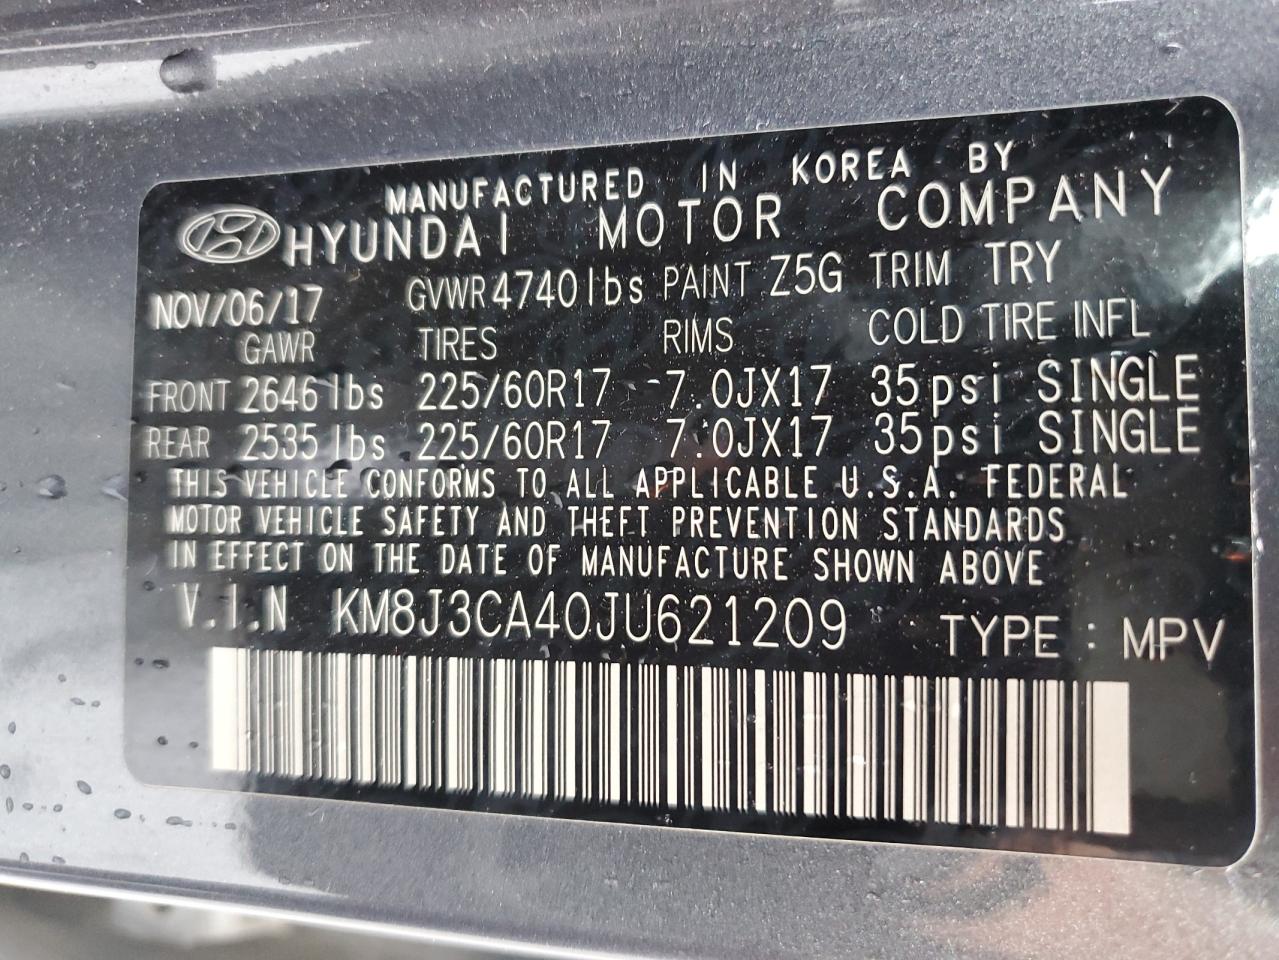 MANUFACTURED IN KOREA BY
HYUNDAI MOTOR COMPANY
NOV/06/17 GVWR 4740lbs PAINT Z5G TRIM TRY
GAWR TIRES RIMS COLD TIRE INFL
FRONT 2646lbs 225/60R17 7.0JX17 35psi SINGLE
REAR 2535lbs 225/60R17 7.0JX17 35psi SINGLE
THIS VEHICLE CONFORMS TO ALL APPLICABLE U.S.A. FEDERAL
MOTOR VEHICLE SAFETY AND THEFT PREVENTION STANDARDS
IN EFFECT ON THE DATE OF MANUFACTURE SHOWN ABOVE
V.I.N KM8J3CA40JU621209 TYPE : MPV